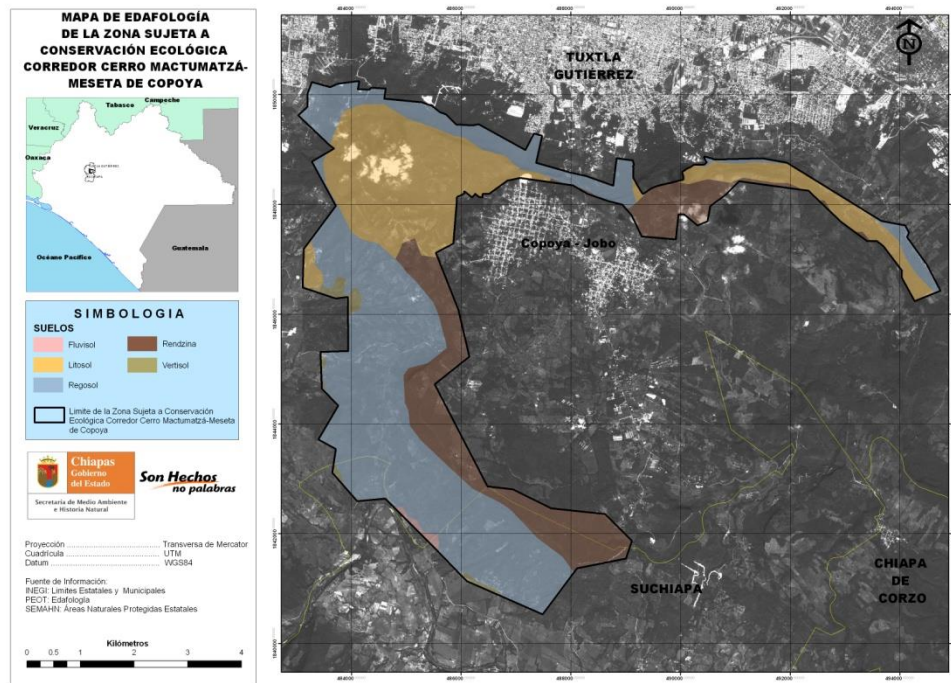 MAPA DE EDAFOLOGÍA
DE LA ZONA SUJETA A
CONSERVACIÓN ECOLÓGICA
CORREDOR CERRO MACTUMATZÁ-
MESETA DE COPOYA
Tabasco
Campeche
Veracruz
Oaxaca
Guatemala
Océano Pacífico
SIMBOLOGIA
SUELOS
Fluvisol
Rendzina
Litosol
Vertisol
Regosol
Limite de la Zona Sujeta a Conservación
Ecológica Corredor Cerro Mactumatzá-Meseta
de Copoya
Chiapas
Gobierno
del Estado
Secretaría de Medio Ambiente
e Historia Natural
Son Hechos
no palabras
Proyección Transversa de Mercator
Cuadrícula UTM
Datum WGS84
Fuente de Información:
INEGI: Limites Estatales y Municipales
PEOT: Edafología
SEMAHN: Áreas Naturales Protegidas Estatales
Kilómetros
0 0.5 1 2 3 4
TUXTLA
GUTIÉRREZ
N
Copoya - Jobo
SUCHIAPA
CHIAPA
DE
CORZO